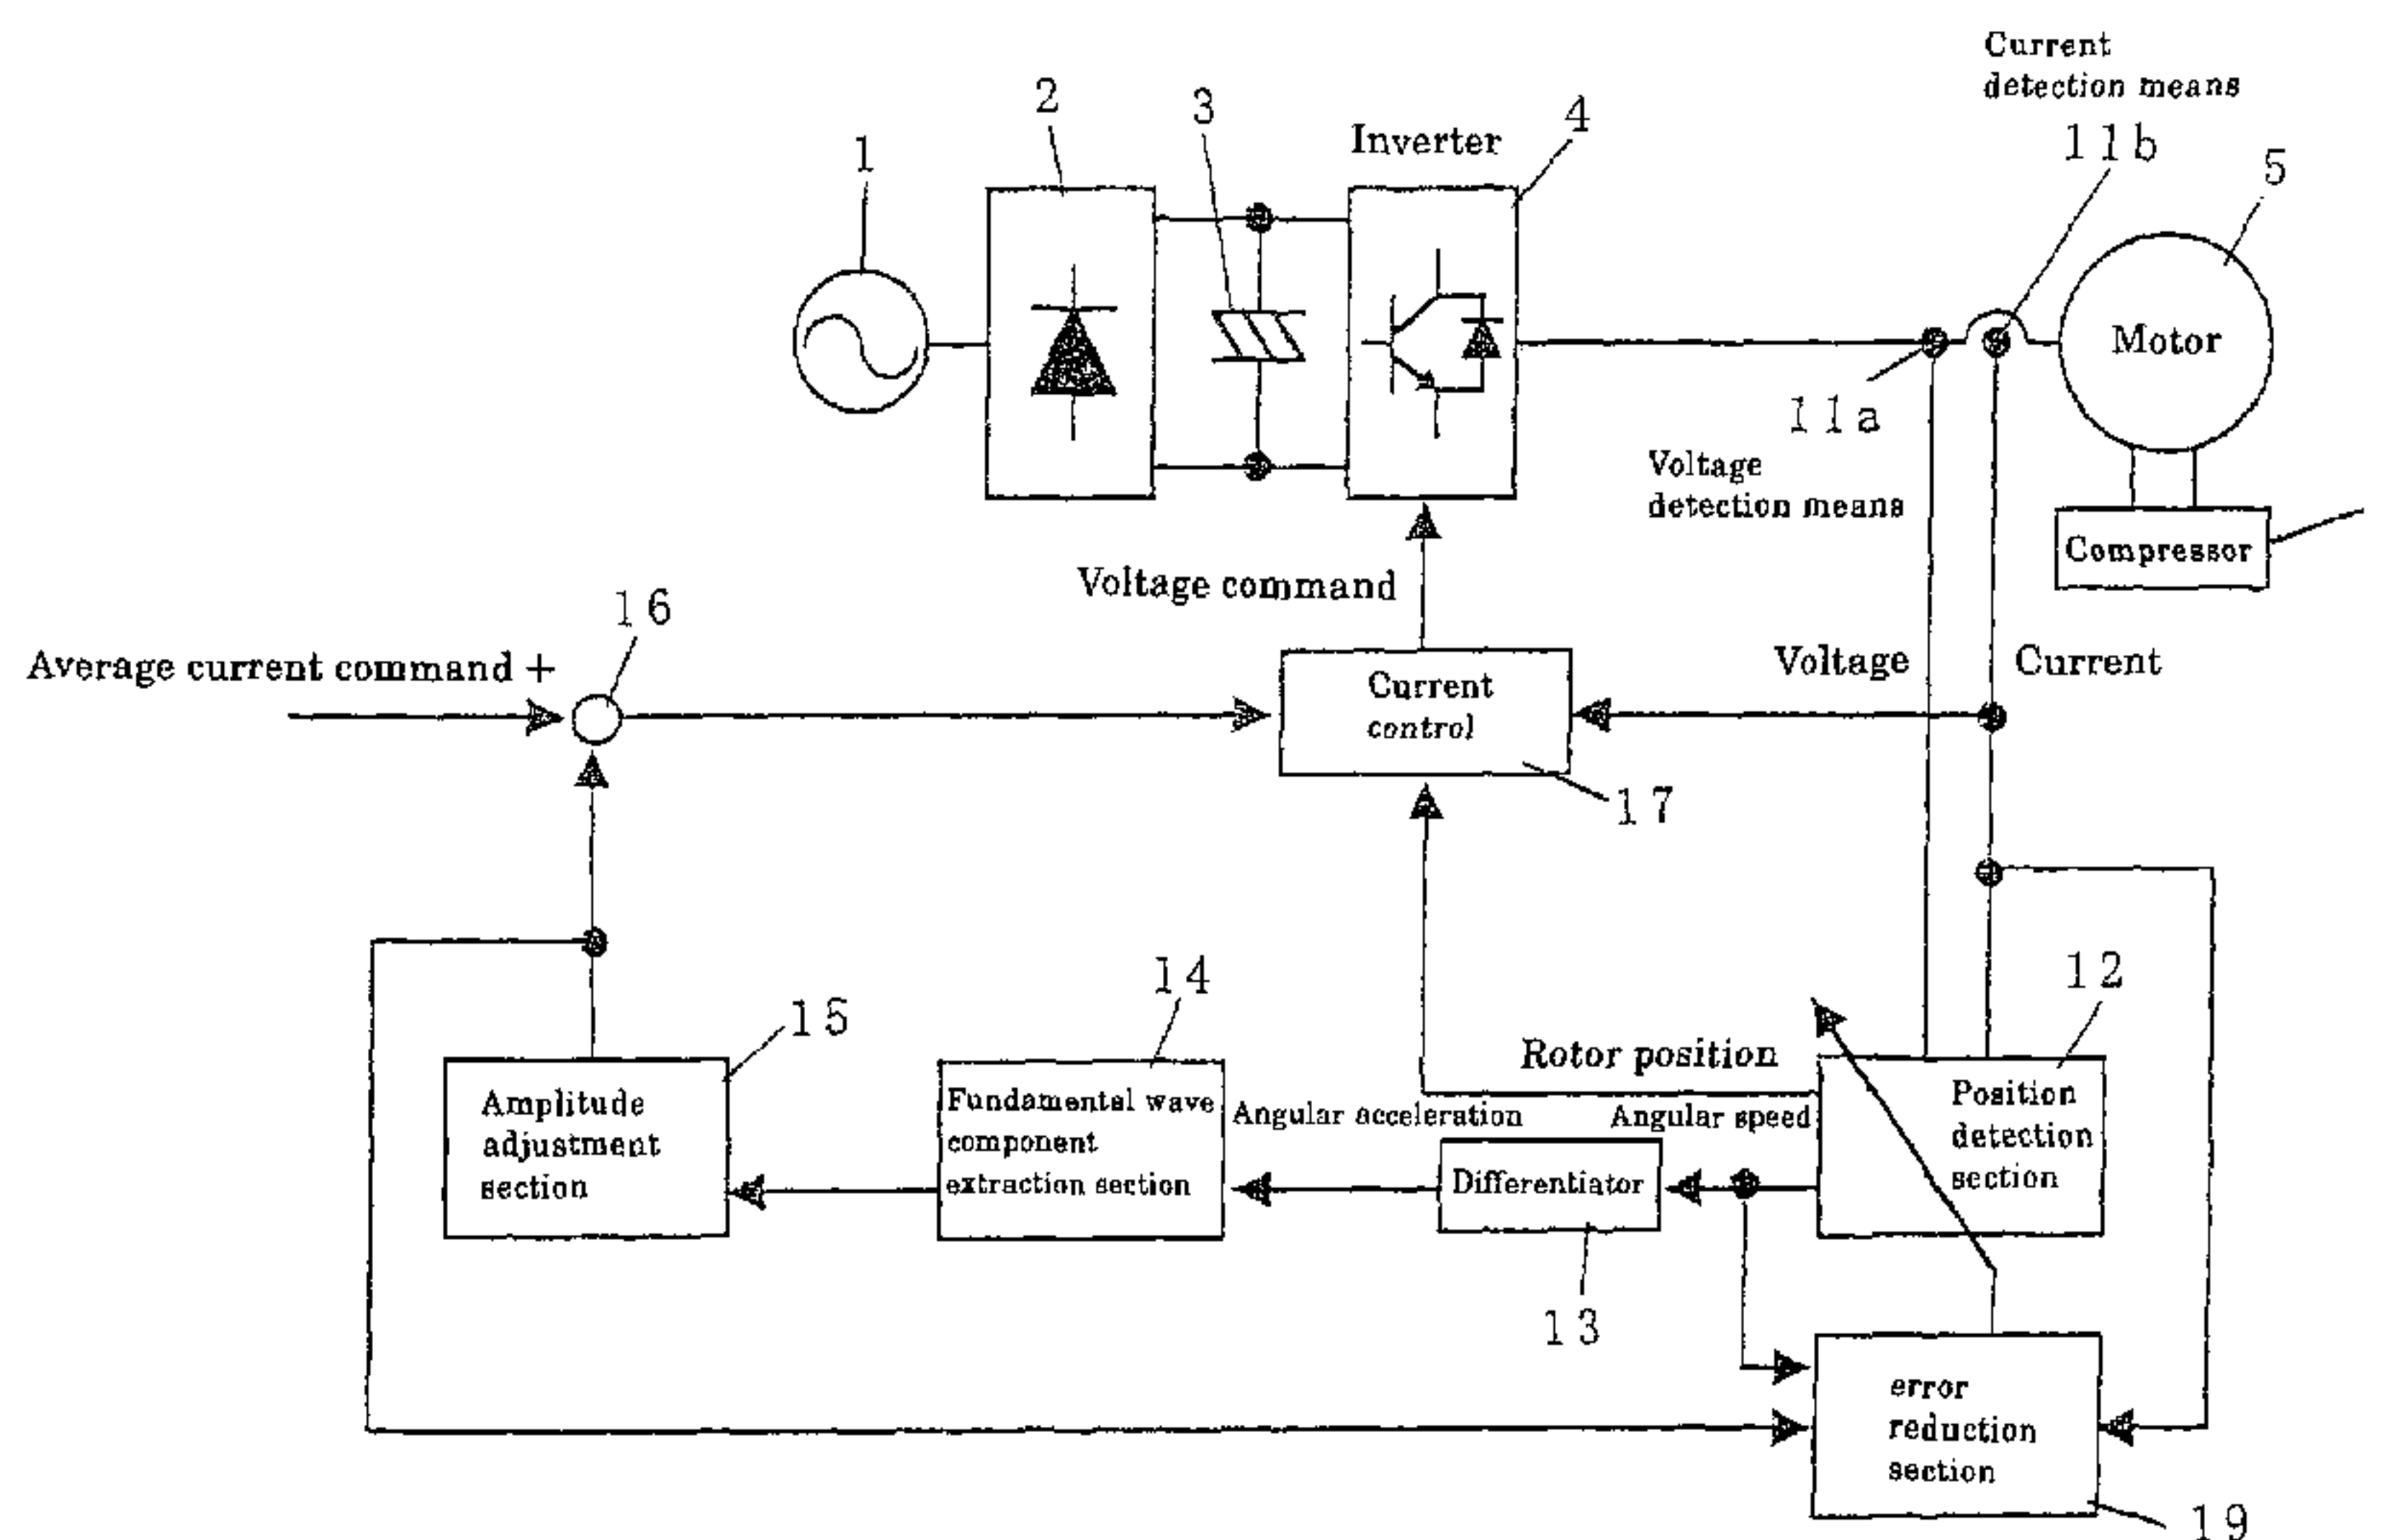 Current
detection means
2
3
Inverter
4
11b
1
5
Motor
11a
Voltage
detection means
Compressor
Voltage command
16
Average current command +
Current
control
Voltage
Current
17
14
12
15
Rotor position
Amplitude
adjustment
section
Fundamental wave
component
extraction section
Angular acceleration
Angular speed
Position
detection
section
Differentiator
13
error
reduction
section
19